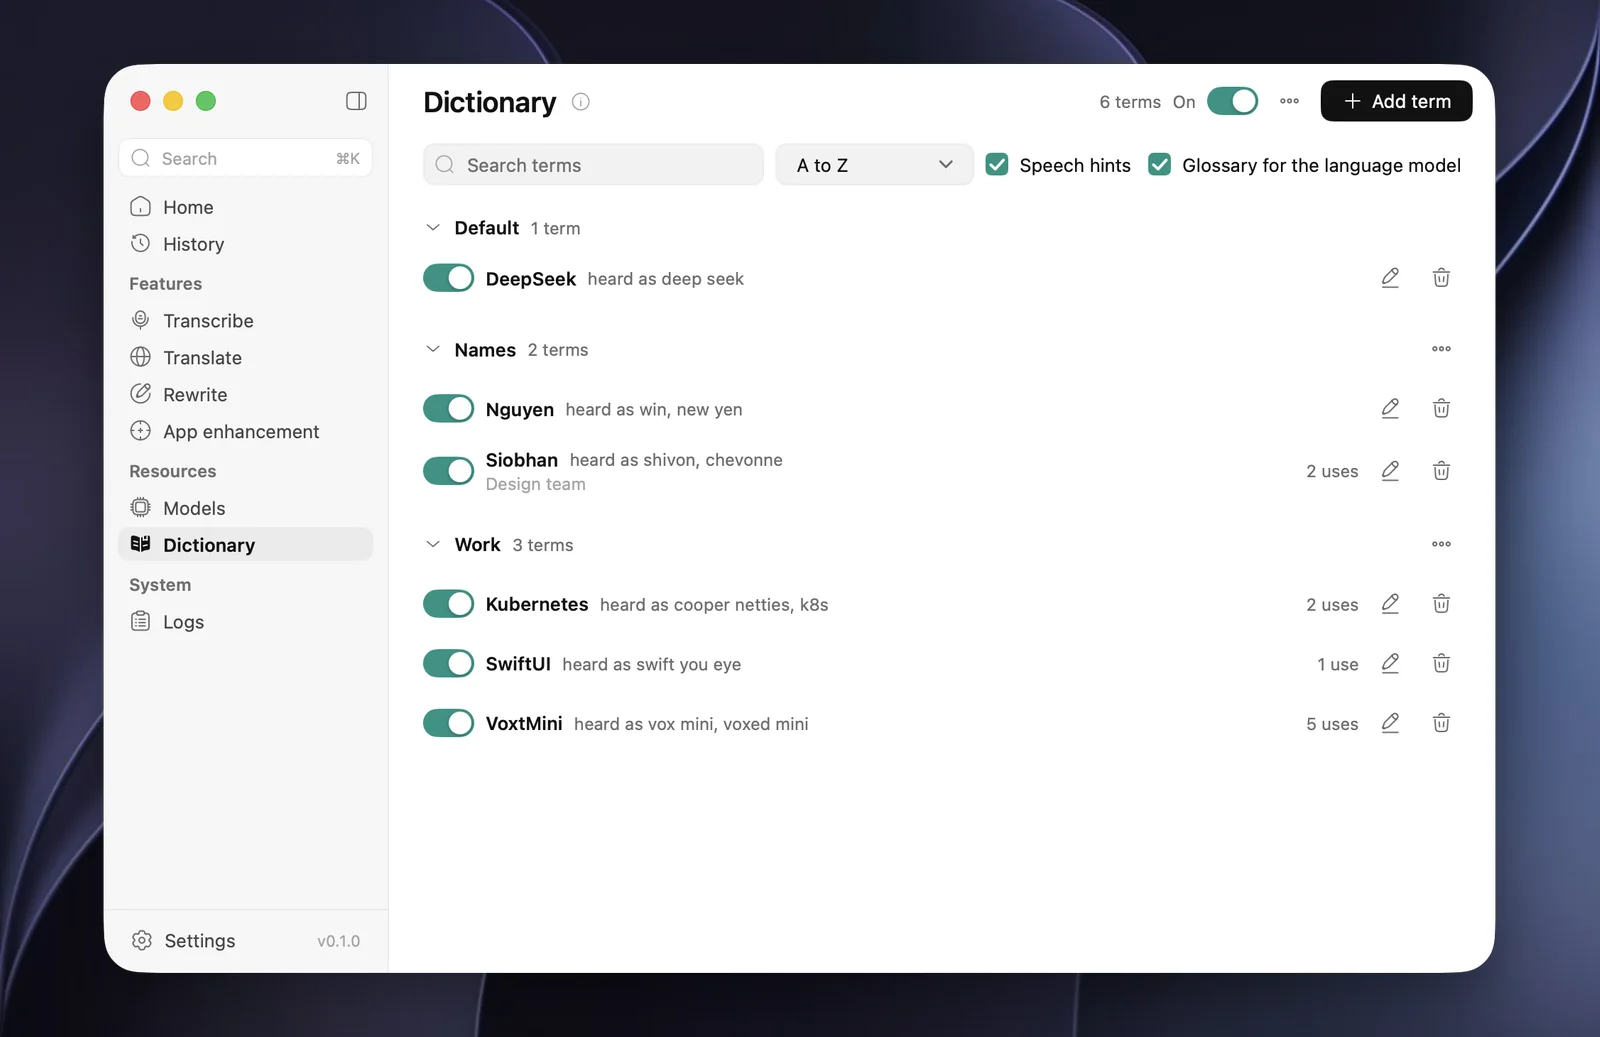 Search ⌘K
Home
History
Features
Transcribe
Translate
Rewrite
App enhancement
Resources
Models
Dictionary
System
Logs
Settings v0.1.0
Dictionary
6 terms On
Add term
Search terms
A to Z
Speech hints
Glossary for the language model
Default 1 term
DeepSeek heard as deep seek
Names 2 terms
Nguyen heard as win, new yen
Siobhan heard as shivon, chevonne
Design team
2 uses
Work 3 terms
Kubernetes heard as cooper netties, k8s 2 uses
SwiftUI heard as swift you eye 1 use
VoxtMini heard as vox mini, voxed mini 5 uses